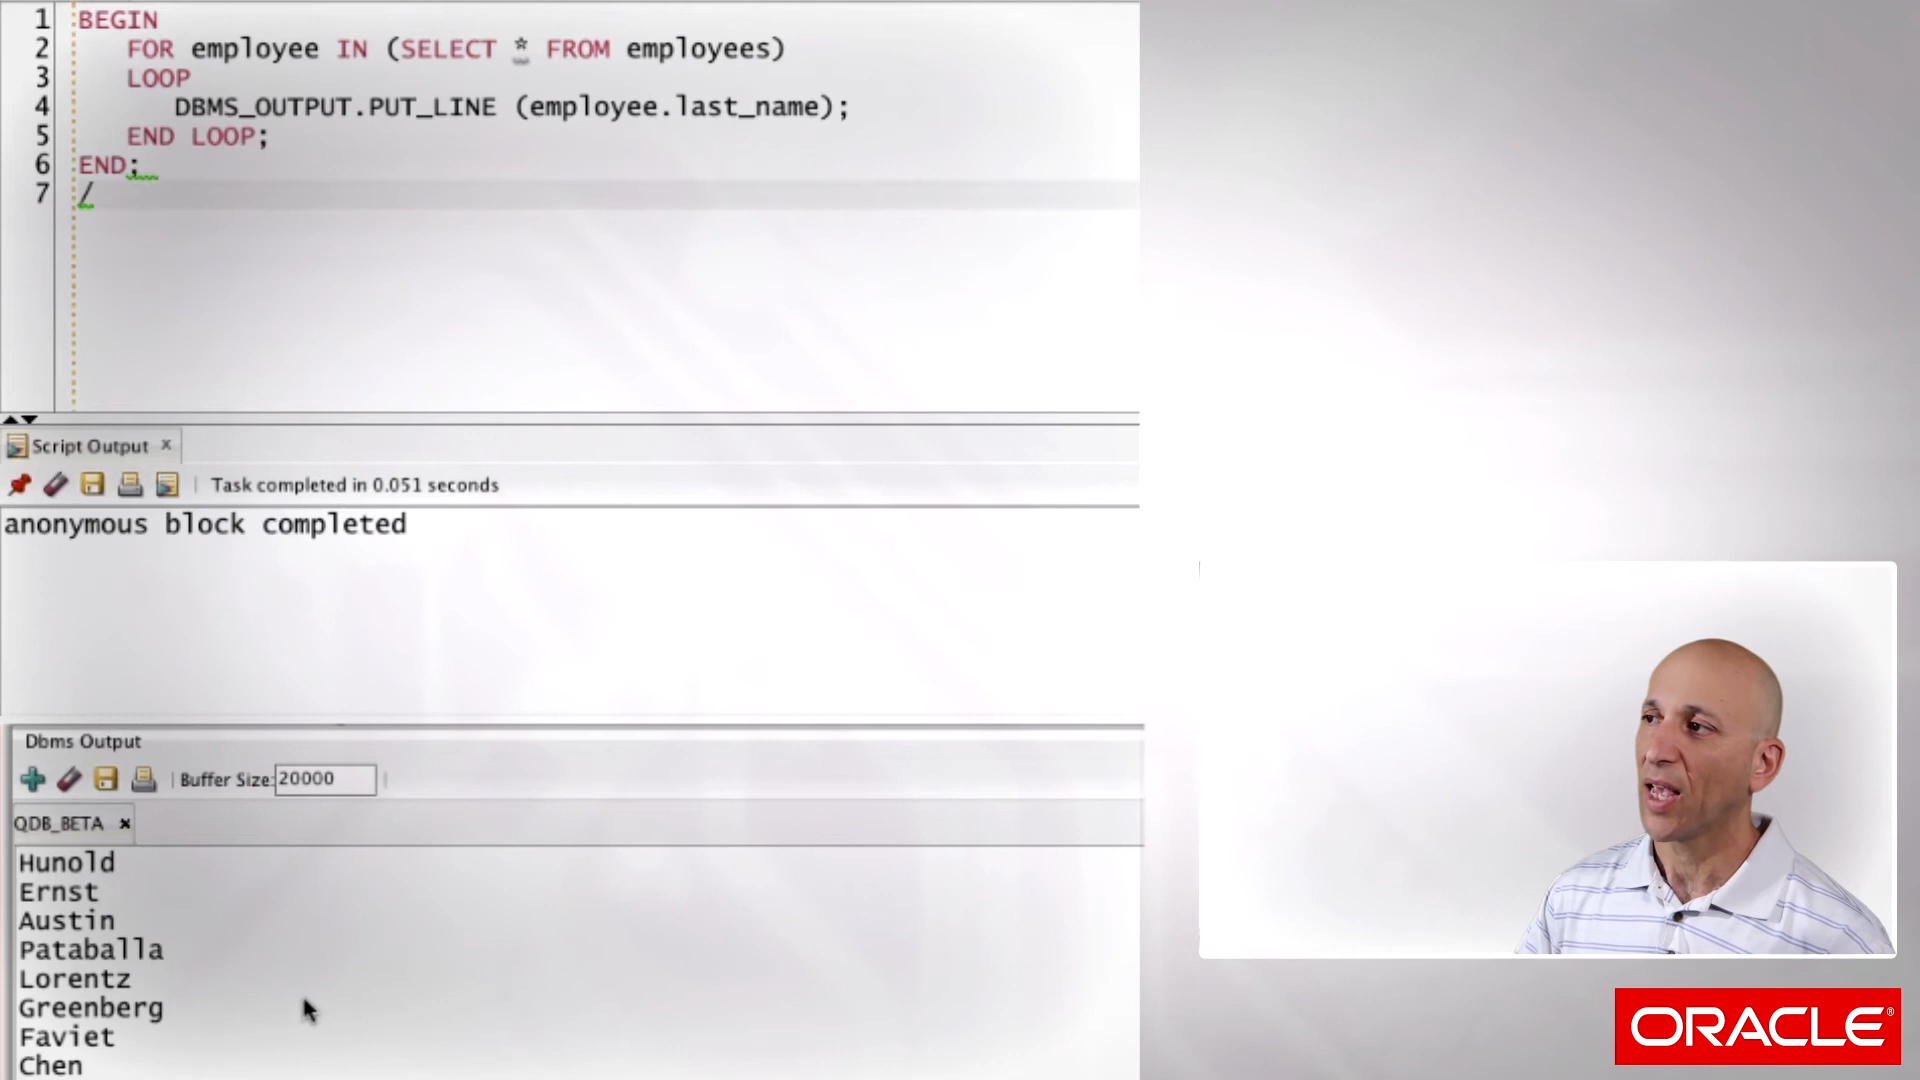 1 BEGIN
2 FOR employee IN (SELECT * FROM employees)
3 LOOP
4 DBMS_OUTPUT.PUT_LINE (employee.last_name);
5 END LOOP;
6 END;
7 /
Script Output x
Task completed in 0.051 seconds
anonymous block completed
Dbms Output
Buffer Size: 20000
QDB_BETA x
Hunold
Ernst
Austin
Pataballa
Lorentz
Greenberg
Faviet
Chen
ORACLE®